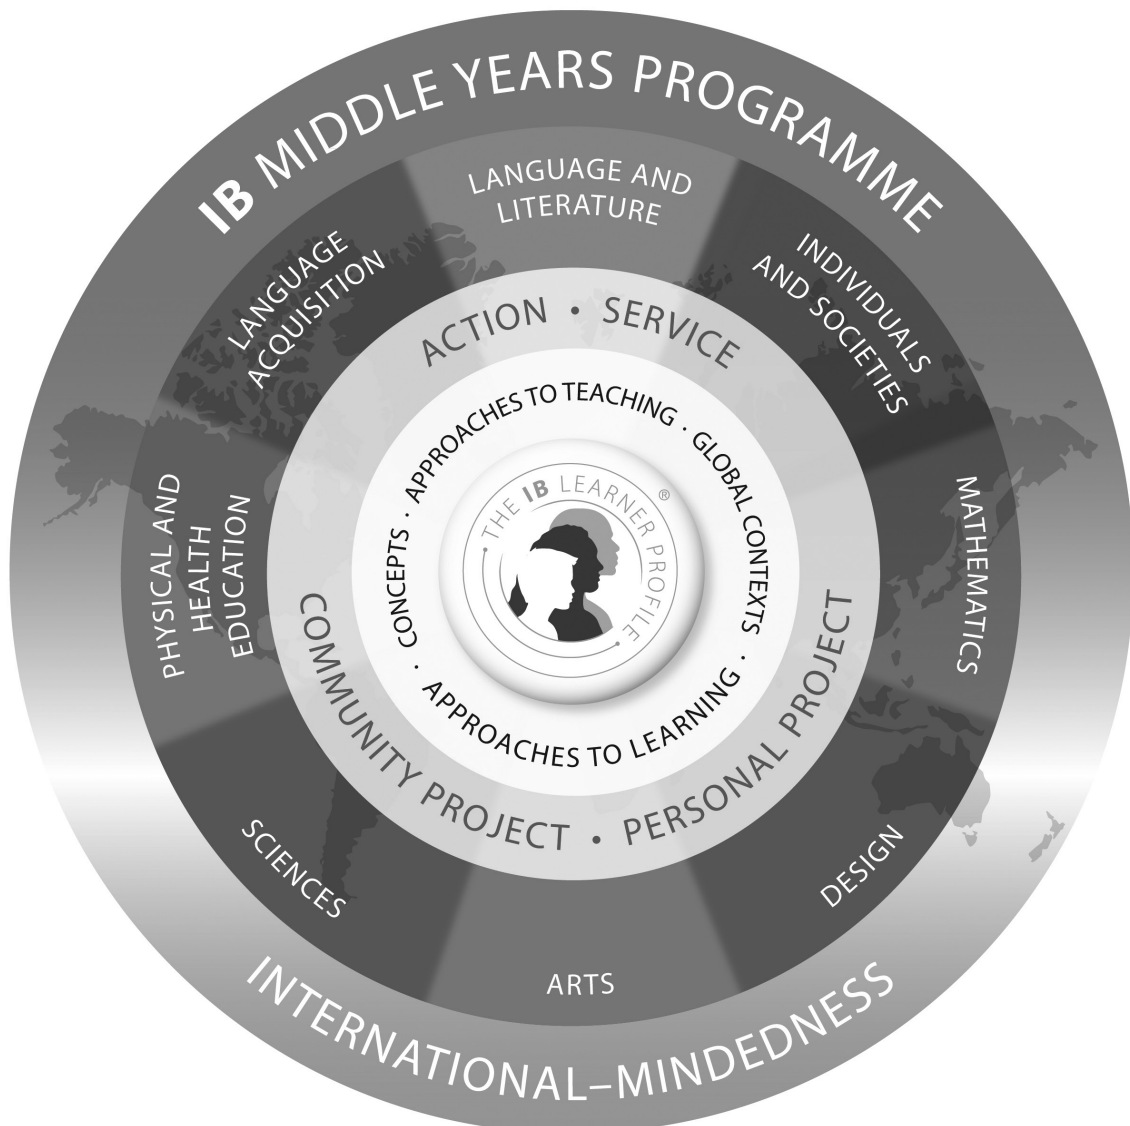 IB MIDDLE YEARS PROGRAMME
LANGUAGE AND
LITERATURE
INDIVIDUALS
AND SOCIETIES
MATHEMATICS
DESIGN
ARTS
SCIENCES
PHYSICAL AND
HEALTH
EDUCATION
LANGUAGE
ACQUISITION
ACTION • SERVICE
COMMUNITY PROJECT • PERSONAL PROJECT
APPROACHES TO TEACHING · GLOBAL CONTEXTS ·
APPROACHES TO LEARNING
· CONCEPTS ·
• THE IB LEARNER PROFILE •
®
INTERNATIONAL–MINDEDNESS